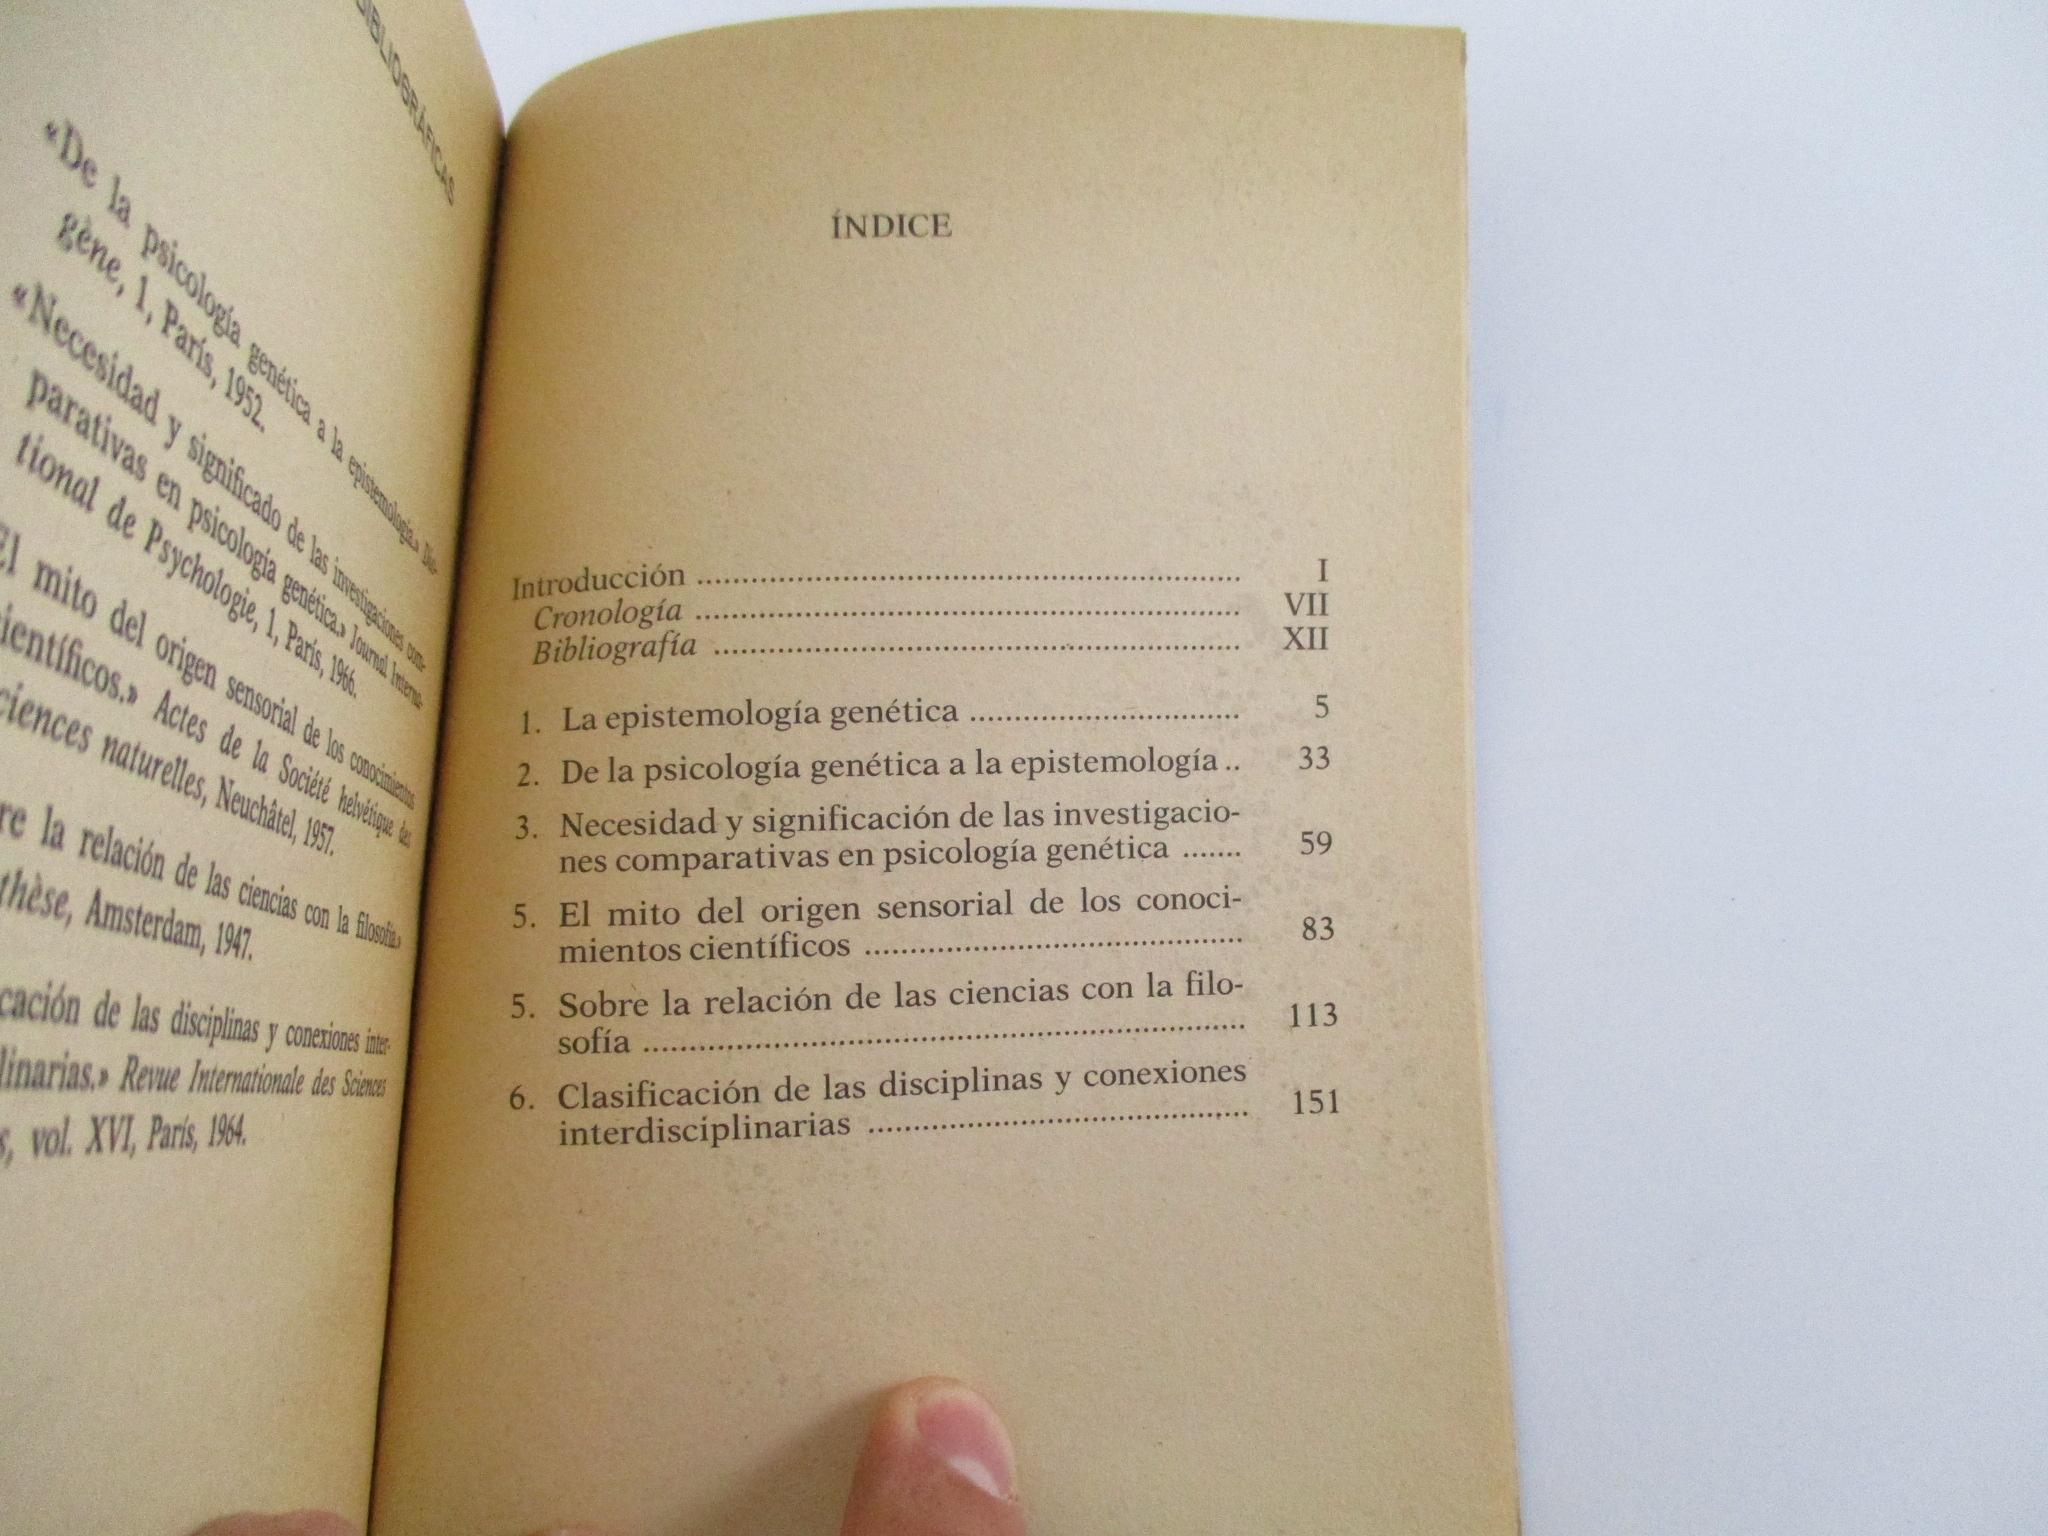 BIBLIOGRÁFICAS
«De la psicología genética a la epistemología.» Dió-
gène, 1, París, 1952.
«Necesidad y significado de las investigaciones com-
parativas en psicología genética.» Journal Interna-
tional de Psychologie, 1, París, 1966.
El mito del origen sensorial de los conocimientos
científicos.» Actes de la Société helvétique des
ciences naturelles, Neuchâtel, 1957.
re la relación de las ciencias con la filosofía.»
thèse, Amsterdam, 1947.
cación de las disciplinas y conexiones inter-
linarias.» Revue Internationale des Sciences
s, vol. XVI, París, 1964.
ÍNDICE
Introducción ............................................................ I
Cronología ............................................................ VII
Bibliografía .......................................................... XII
1. La epistemología genética .............................. 5
2. De la psicología genética a la epistemología .. 33
3. Necesidad y significación de las investigacio-
nes comparativas en psicología genética ....... 59
5. El mito del origen sensorial de los conoci-
mientos científicos .......................................... 83
5. Sobre la relación de las ciencias con la filo-
sofía .................................................................. 113
6. Clasificación de las disciplinas y conexiones
interdisciplinarias .......................................... 151